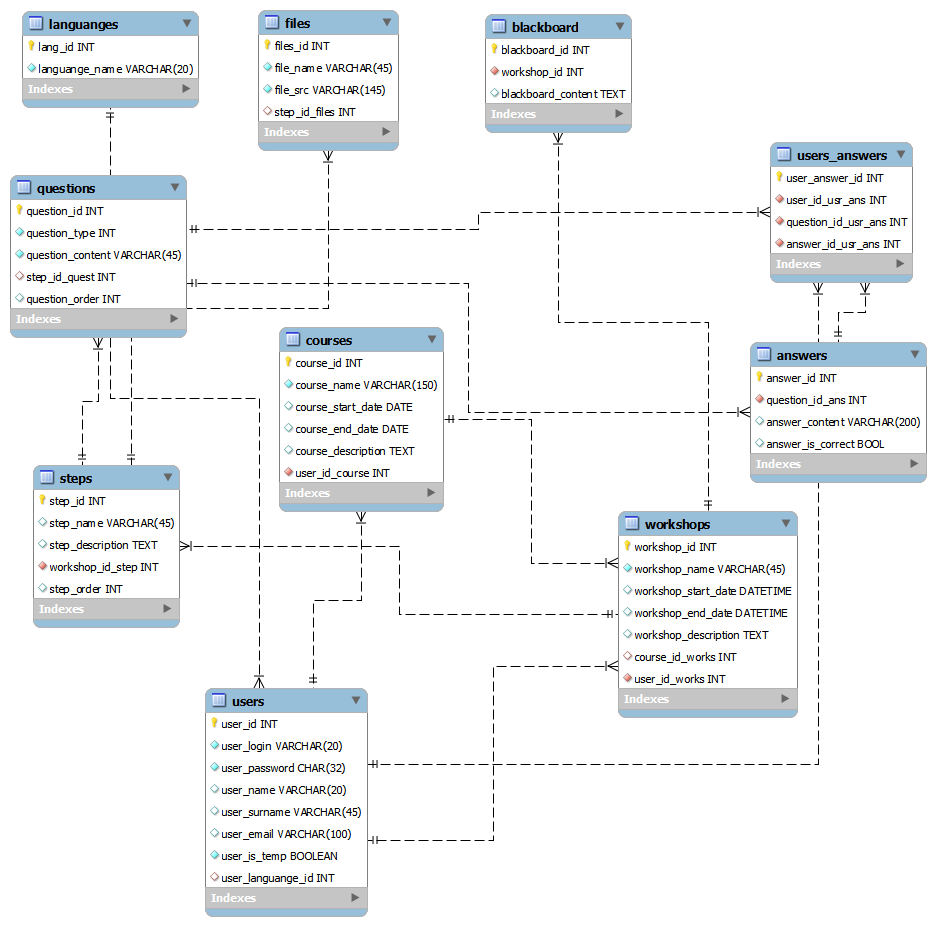 languanges
lang_id INT
languange_name VARCHAR(20)
Indexes
files
files_id INT
file_name VARCHAR(45)
file_src VARCHAR(145)
step_id_files INT
Indexes
blackboard
blackboard_id INT
workshop_id INT
blackboard_content TEXT
Indexes
users_answers
user_answer_id INT
user_id_usr_ans INT
question_id_usr_ans INT
answer_id_usr_ans INT
Indexes
questions
question_id INT
question_type INT
question_content VARCHAR(45)
step_id_quest INT
question_order INT
Indexes
courses
course_id INT
course_name VARCHAR(150)
course_start_date DATE
course_end_date DATE
course_description TEXT
user_id_course INT
Indexes
answers
answer_id INT
question_id_ans INT
answer_content VARCHAR(200)
answer_is_correct BOOL
Indexes
steps
step_id INT
step_name VARCHAR(45)
step_description TEXT
workshop_id_step INT
step_order INT
Indexes
workshops
workshop_id INT
workshop_name VARCHAR(45)
workshop_start_date DATETIME
workshop_end_date DATETIME
workshop_description TEXT
course_id_works INT
user_id_works INT
Indexes
users
user_id INT
user_login VARCHAR(20)
user_password CHAR(32)
user_name VARCHAR(20)
user_surname VARCHAR(45)
user_email VARCHAR(100)
user_is_temp BOOLEAN
user_languange_id INT
Indexes